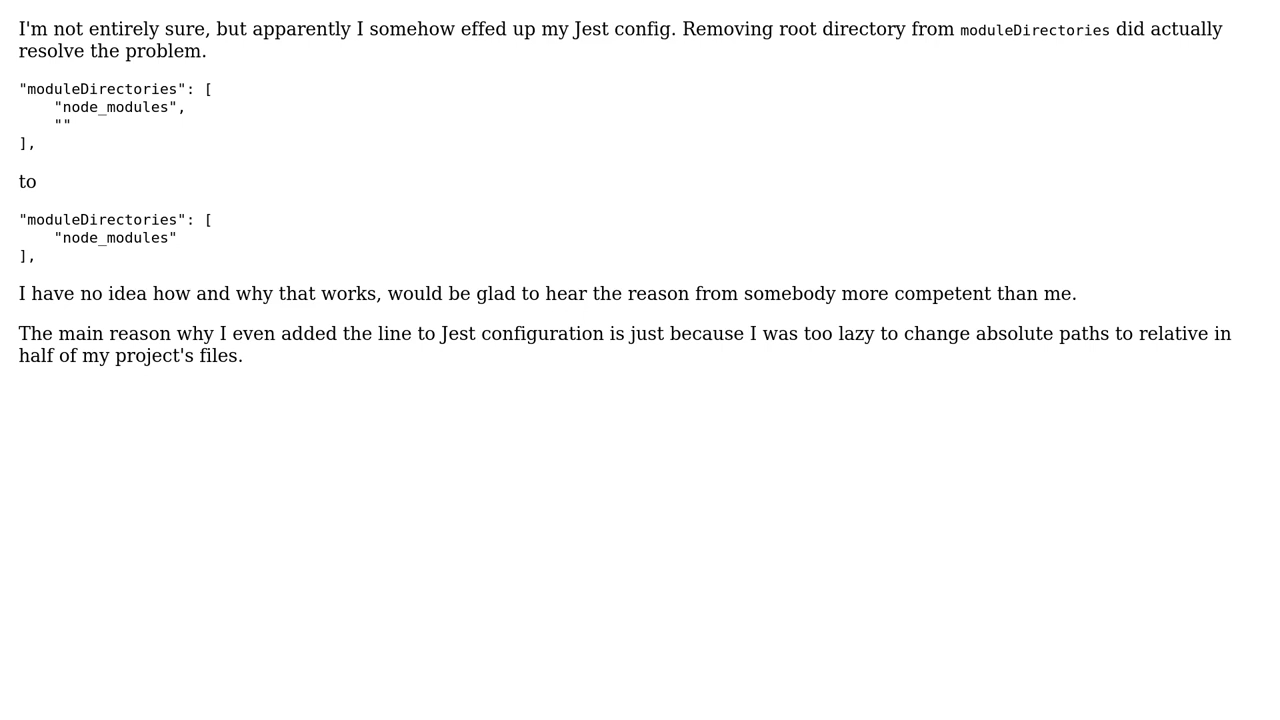 I'm not entirely sure, but apparently I somehow effed up my Jest config. Removing root directory from moduleDirectories did actually
resolve the problem.
"moduleDirectories": [
    "node_modules",
    ""
],
to
"moduleDirectories": [
    "node_modules"
],
I have no idea how and why that works, would be glad to hear the reason from somebody more competent than me.
The main reason why I even added the line to Jest configuration is just because I was too lazy to change absolute paths to relative in
half of my project's files.